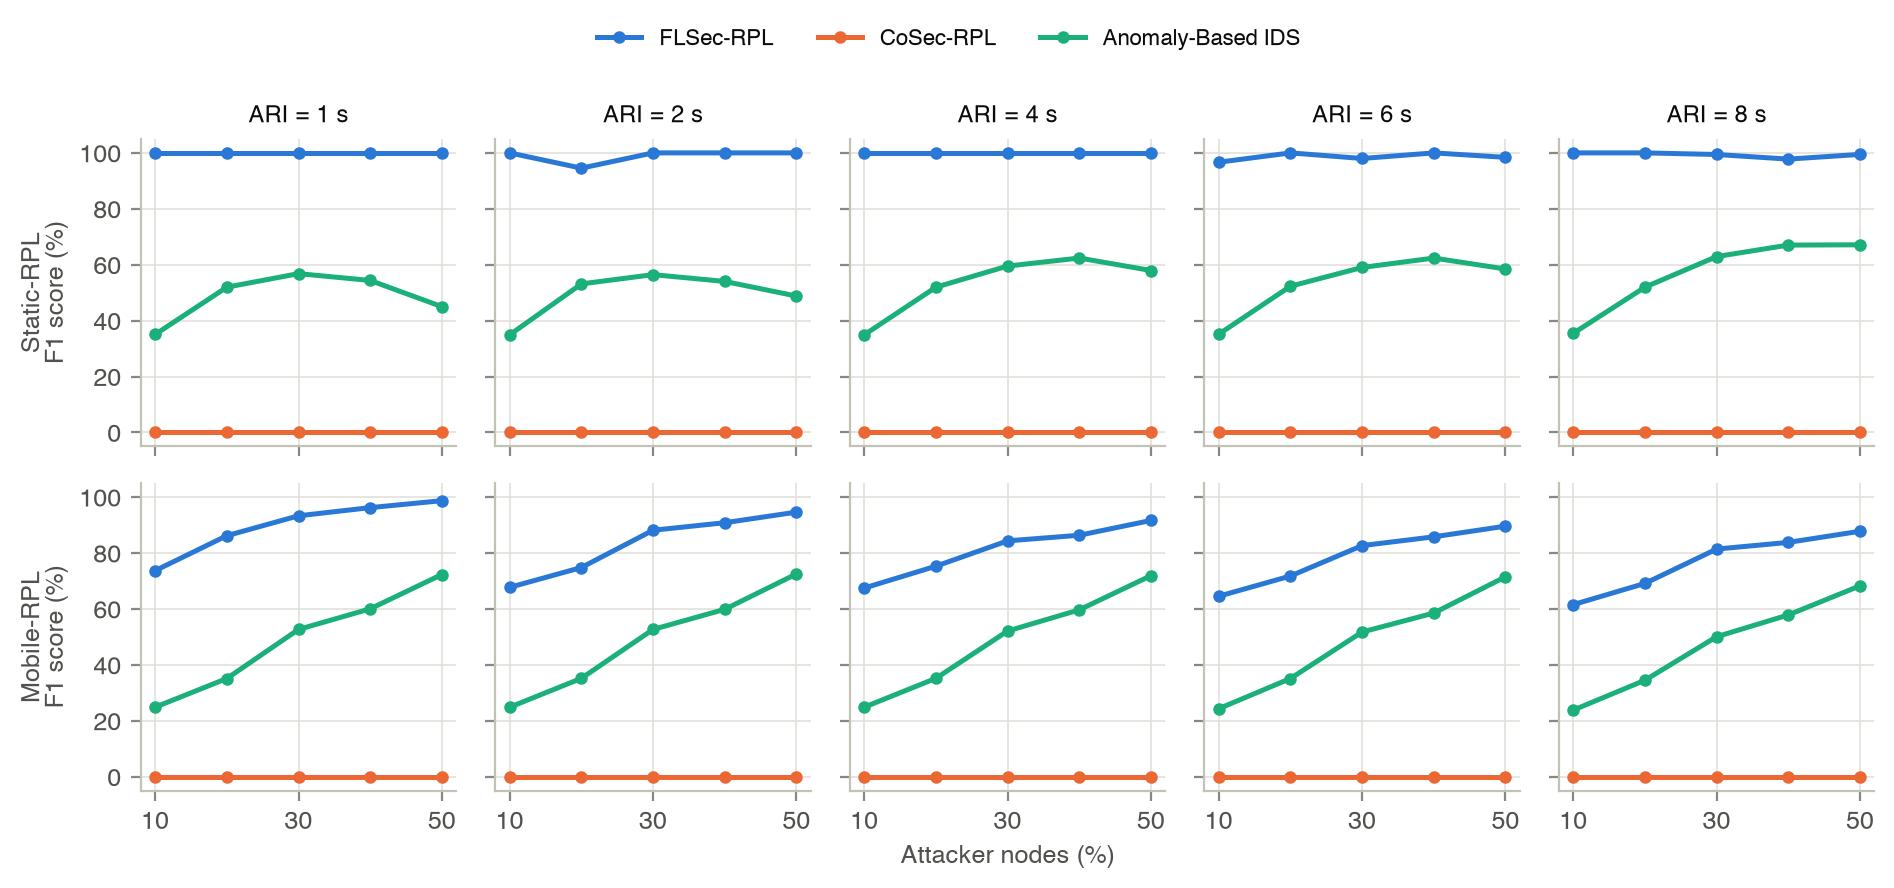 FLSec-RPL CoSec-RPL Anomaly-Based IDS
ARI = 1 s ARI = 2 s ARI = 4 s ARI = 6 s ARI = 8 s
Static-RPL
F1 score (%)
100
80
60
40
20
0
Mobile-RPL
F1 score (%)
100
80
60
40
20
0
10 30 50 10 30 50 10 30 50 10 30 50 10 30 50
Attacker nodes (%)